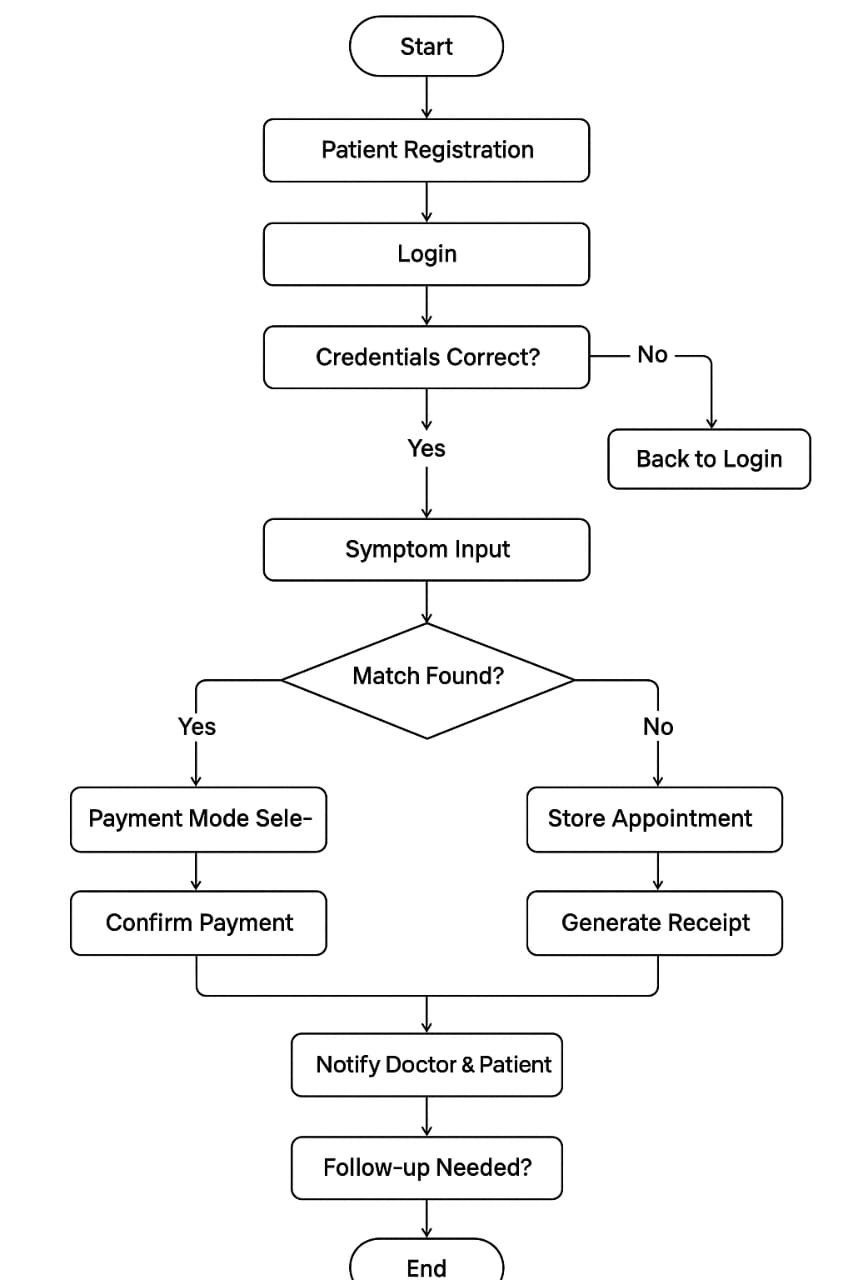 Start
Patient Registration
Login
Credentials Correct?
No
Yes
Back to Login
Symptom Input
Match Found?
Yes
No
Payment Mode Sele-
Store Appointment
Confirm Payment
Generate Receipt
Notify Doctor & Patient
Follow-up Needed?
End